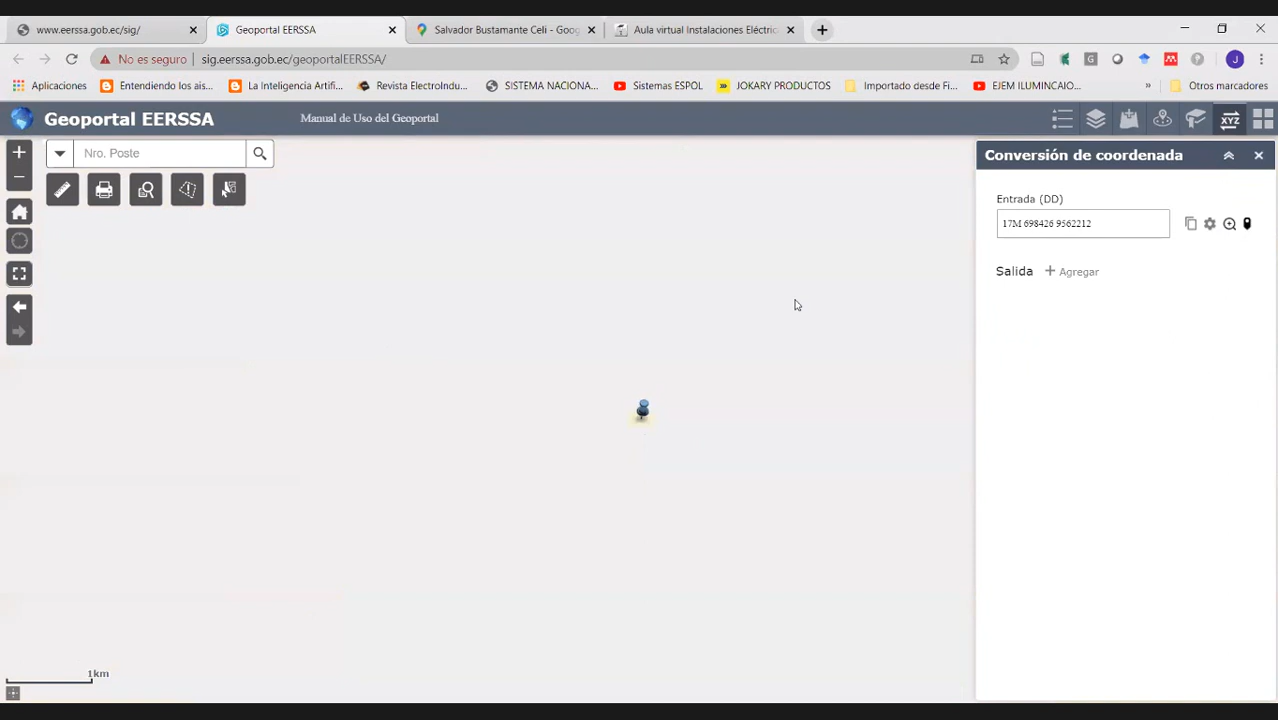 www.eerssa.gob.ec/sig/
Geoportal EERSSA
Salvador Bustamante Celi - Goog
Aula virtual Instalaciones Eléctric
No es seguro
sig.eerssa.gob.ec/geoportalEERSSA/
Aplicaciones
Entendiendo los ais...
La Inteligencia Artifi...
Revista ElectroIndu...
SISTEMA NACIONA...
Sistemas ESPOL
JOKARY PRODUCTOS
Importado desde Fi...
EJEM ILUMINCAIO...
»
Otros marcadores
Geoportal EERSSA
Manual de Uso del Geoportal
XYZ
Nro. Poste
Conversión de coordenada
Entrada (DD)
17M 698426 9562212
Salida + Agregar
1km